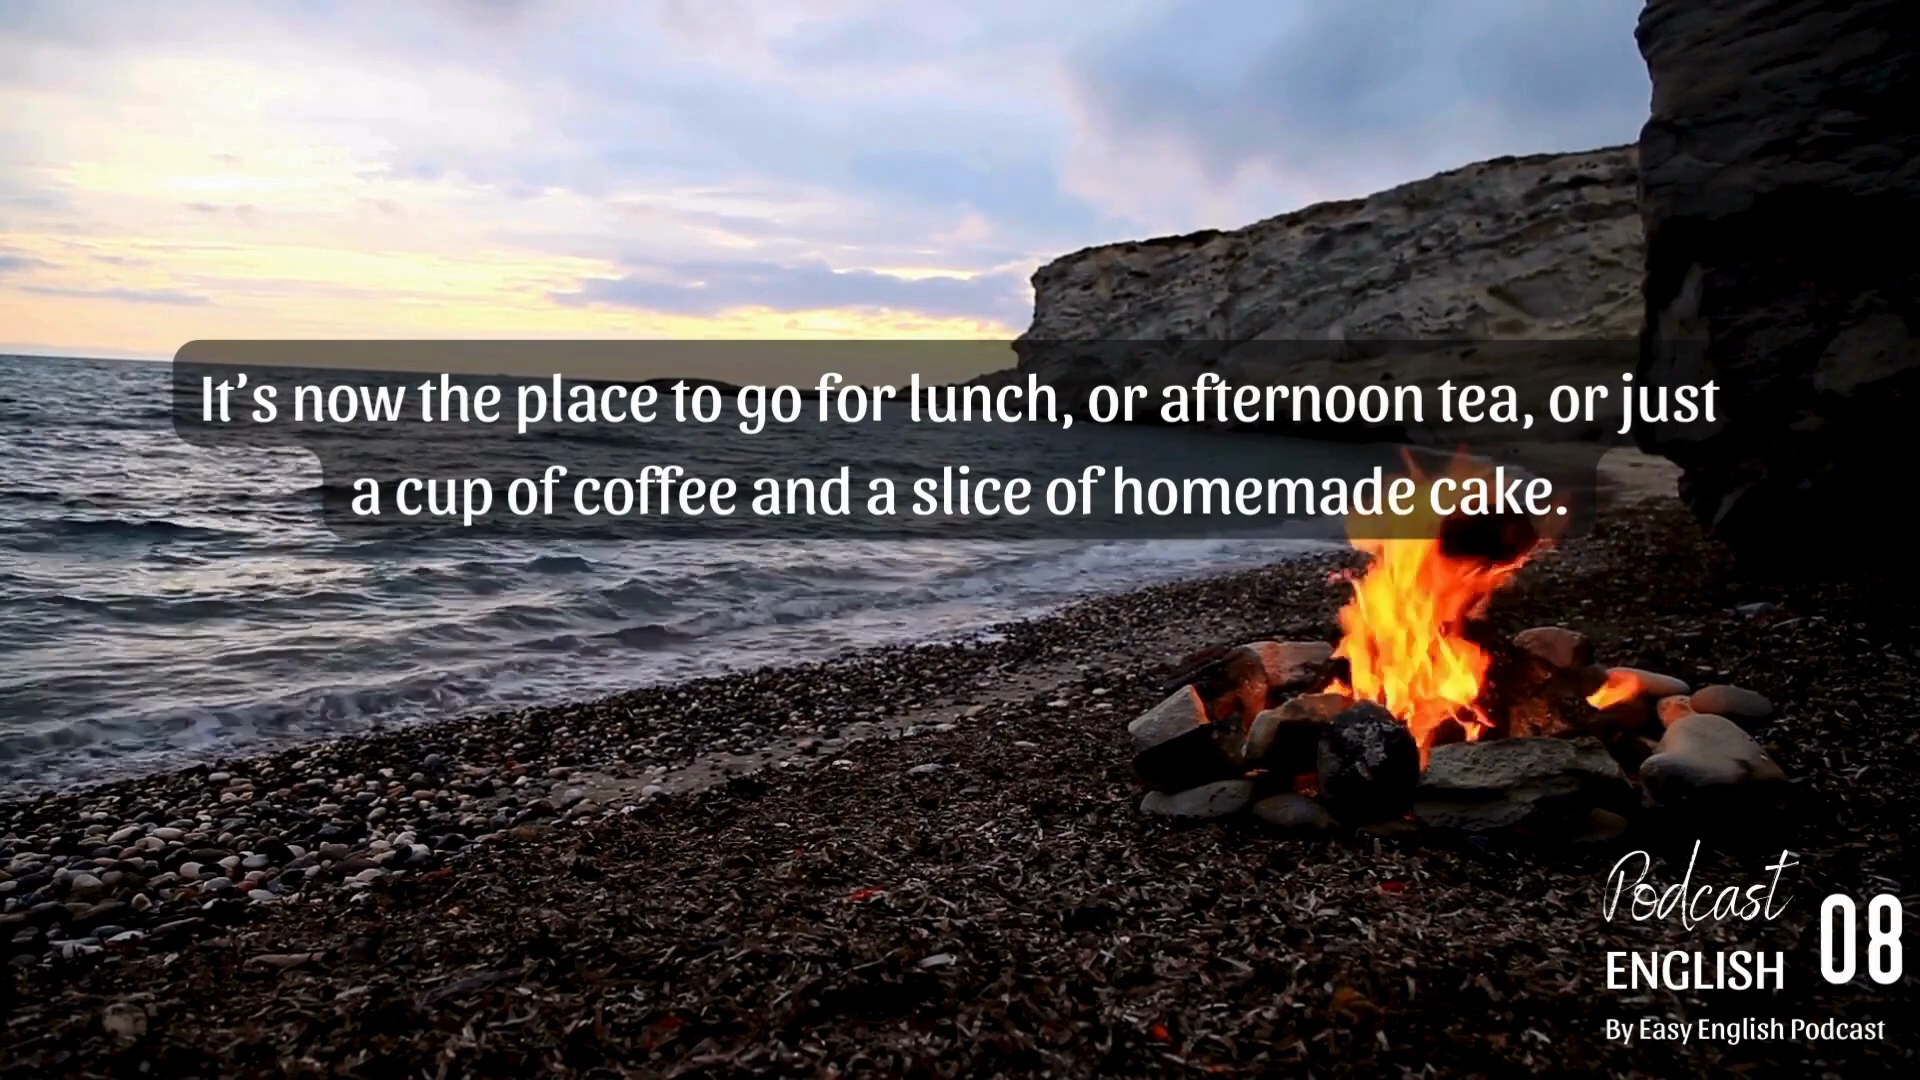 It’s now the place to go for lunch, or afternoon tea, or just
a cup of coffee and a slice of homemade cake.
Podcast
ENGLISH
08
By Easy English Podcast